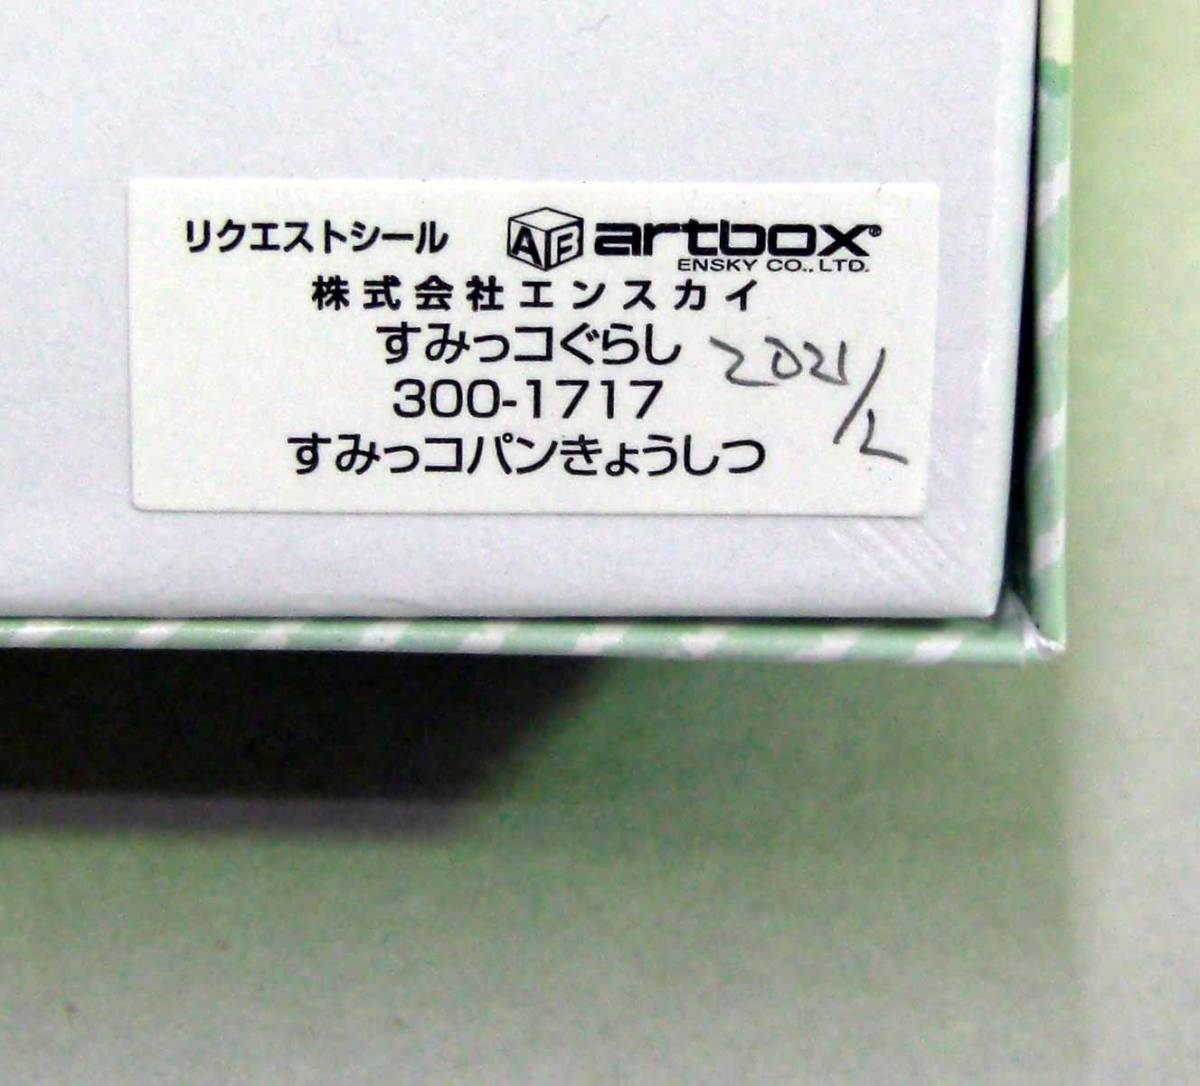 リクエストシール AB artbox®
ENSKY CO., LTD.
株式会社エンスカイ
すみっコぐらし
300-1717
すみっコパンきょうしつ
2021/2